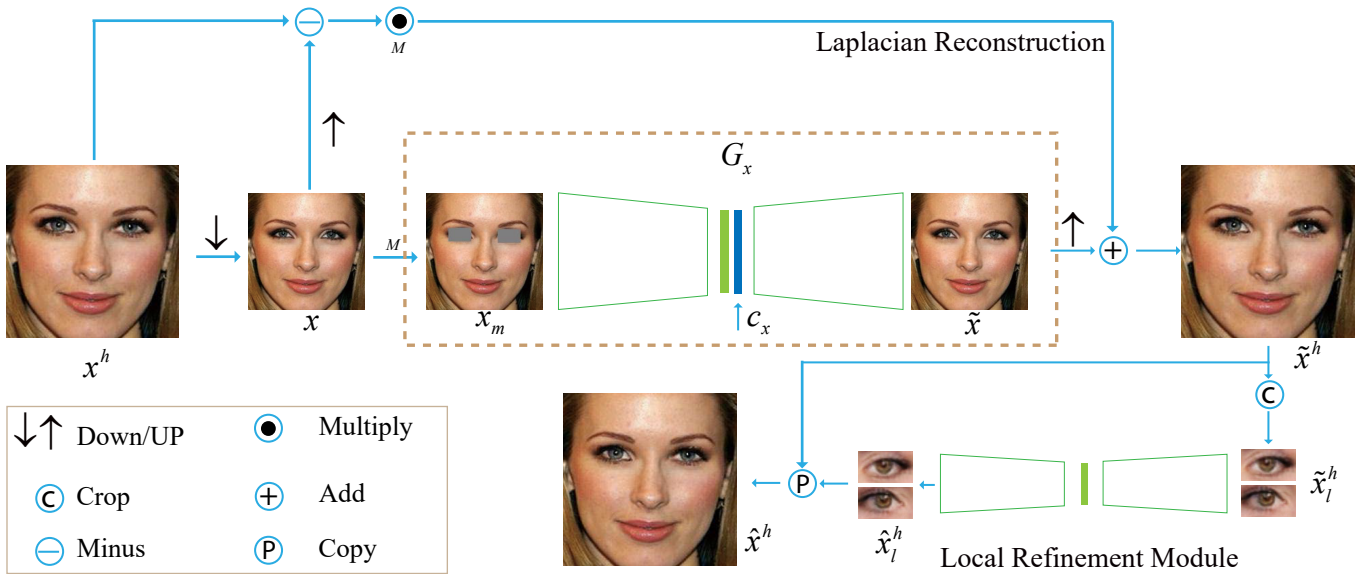 M
Laplacian Reconstruction
↑
G_x
↓
M
↑
x
x_m
c_x
x̃
x^h
x̃^h
C
↓↑ Down/UP
Multiply
C Crop
+ Add
P
x̃_l^h
− Minus
P Copy
x̂^h
x̂_l^h
Local Refinement Module